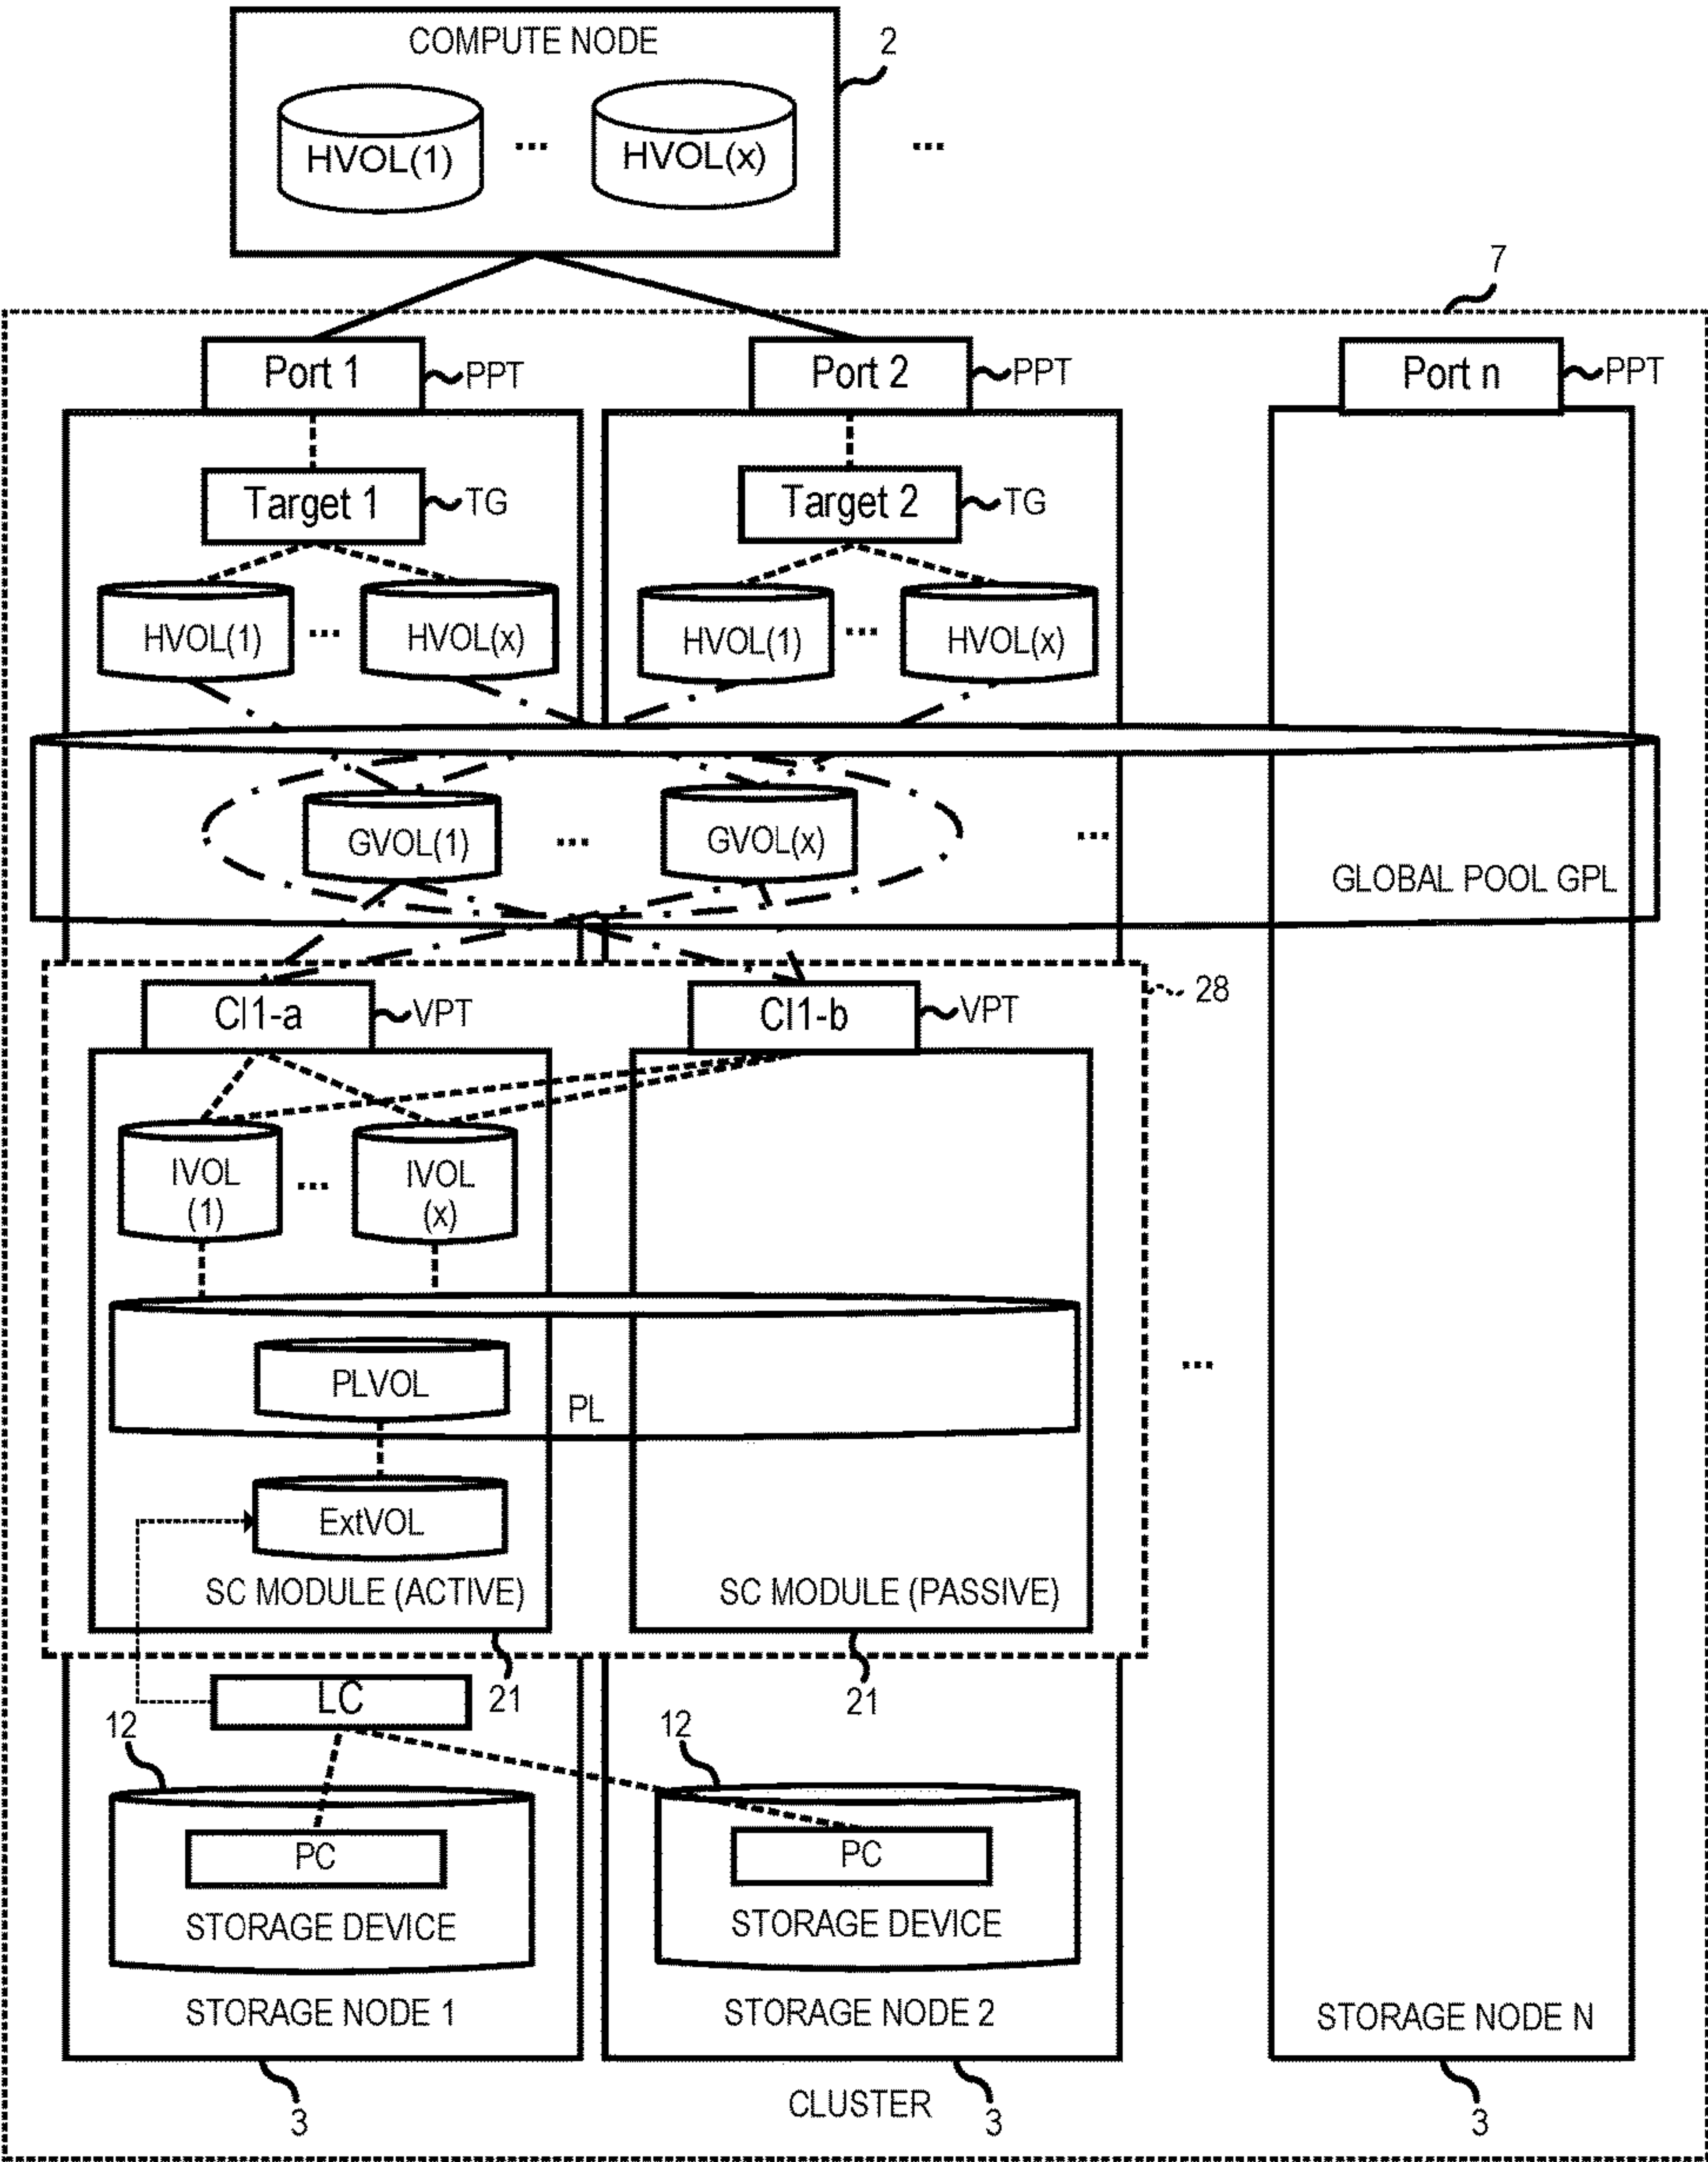 COMPUTE NODE
2
HVOL(1) ... HVOL(x) ...
7
Port 1 PPT Port 2 PPT Port n PPT
Target 1 TG Target 2 TG
HVOL(1) ... HVOL(x) HVOL(1) ... HVOL(x)
GVOL(1) ... GVOL(x) ...
GLOBAL POOL GPL
28
CI1-a VPT CI1-b VPT
IVOL
(1)
...
IVOL
(x)
PLVOL
PL
...
ExtVOL
SC MODULE (ACTIVE) SC MODULE (PASSIVE)
21 21
LC
12 12
PC PC
STORAGE DEVICE STORAGE DEVICE
STORAGE NODE 1 STORAGE NODE 2 STORAGE NODE N
3 3 3
CLUSTER